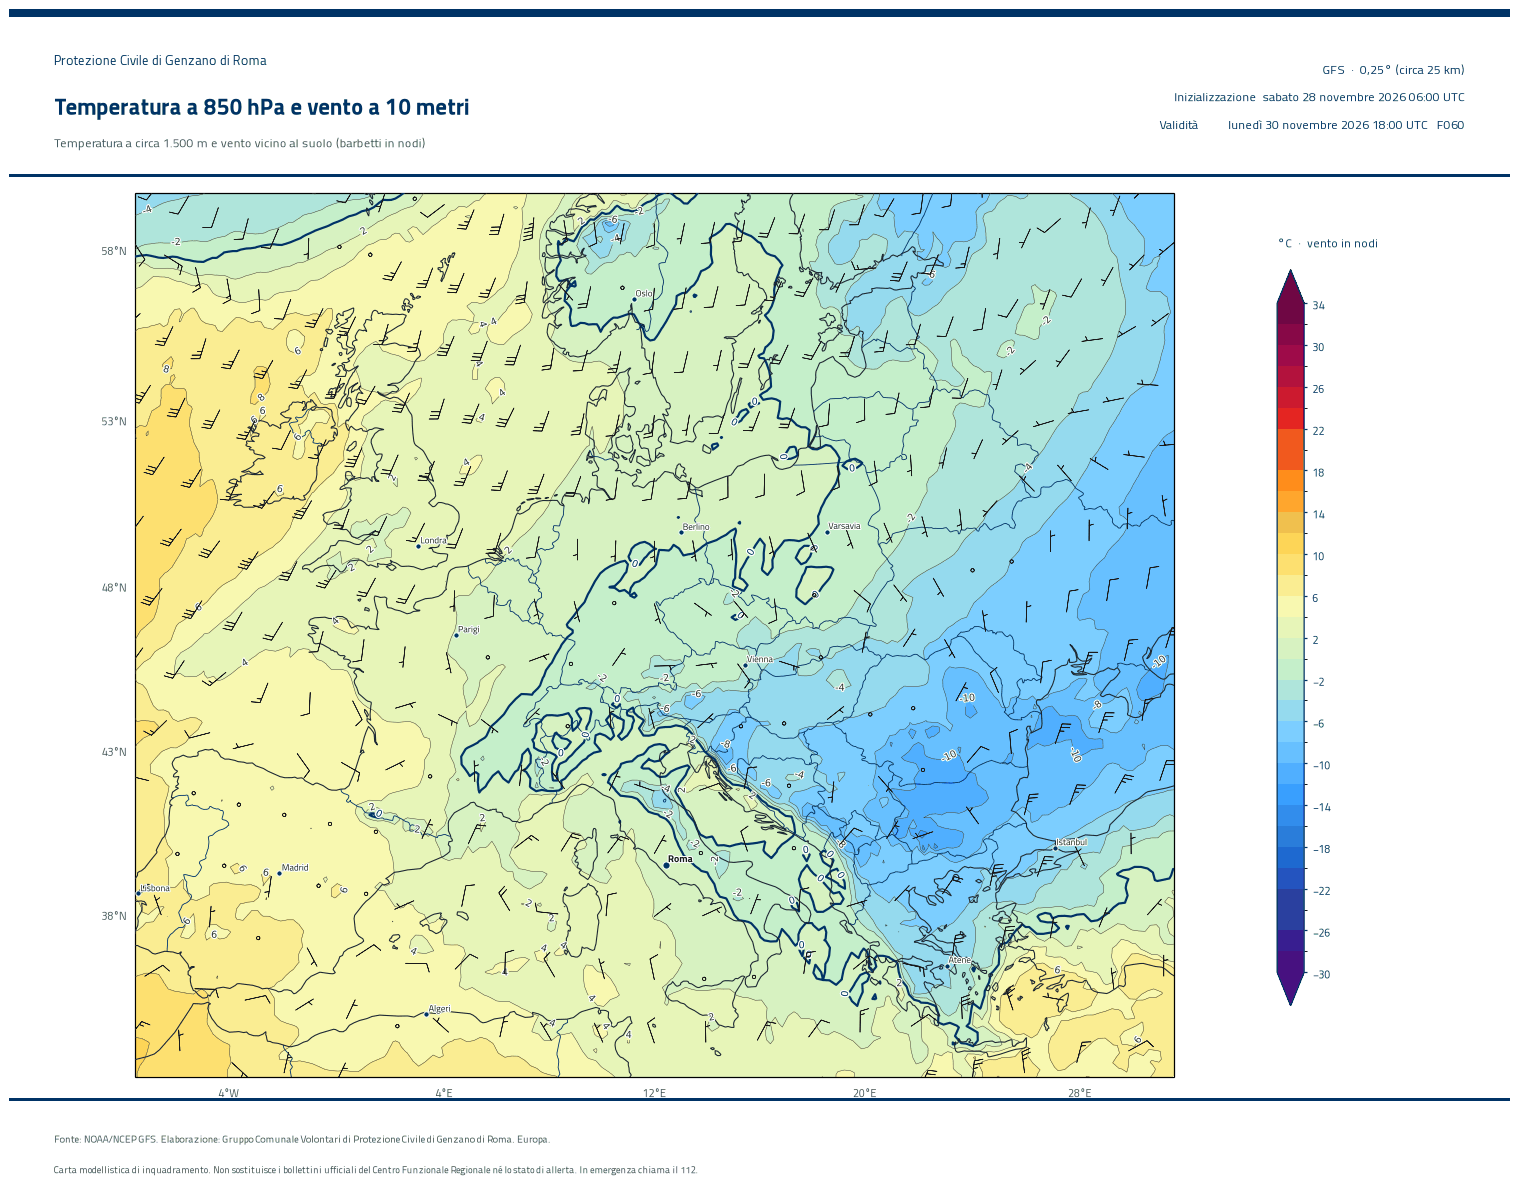 Protezione Civile di Genzano di Roma
Temperatura a 850 hPa e vento a 10 metri
Temperatura a circa 1.500 m e vento vicino al suolo (barbetti in nodi)
GFS · 0,25° (circa 25 km)
Inizializzazione sabato 28 novembre 2026 06:00 UTC
Validità lunedì 30 novembre 2026 18:00 UTC F060
°C · vento in nodi
34
30
26
22
18
14
10
6
2
−2
−6
−10
−14
−18
−22
−26
−30
58°N
53°N
48°N
43°N
38°N
4°W
4°E
12°E
20°E
28°E
Oslo
Berlino
Varsavia
Londra
Parigi
Vienna
Madrid
Lisbona
Roma
Istanbul
Atene
Algeri
Fonte: NOAA/NCEP GFS. Elaborazione: Gruppo Comunale Volontari di Protezione Civile di Genzano di Roma. Europa.
Carta modellistica di inquadramento. Non sostituisce i bollettini ufficiali del Centro Funzionale Regionale né lo stato di allerta. In emergenza chiama il 112.